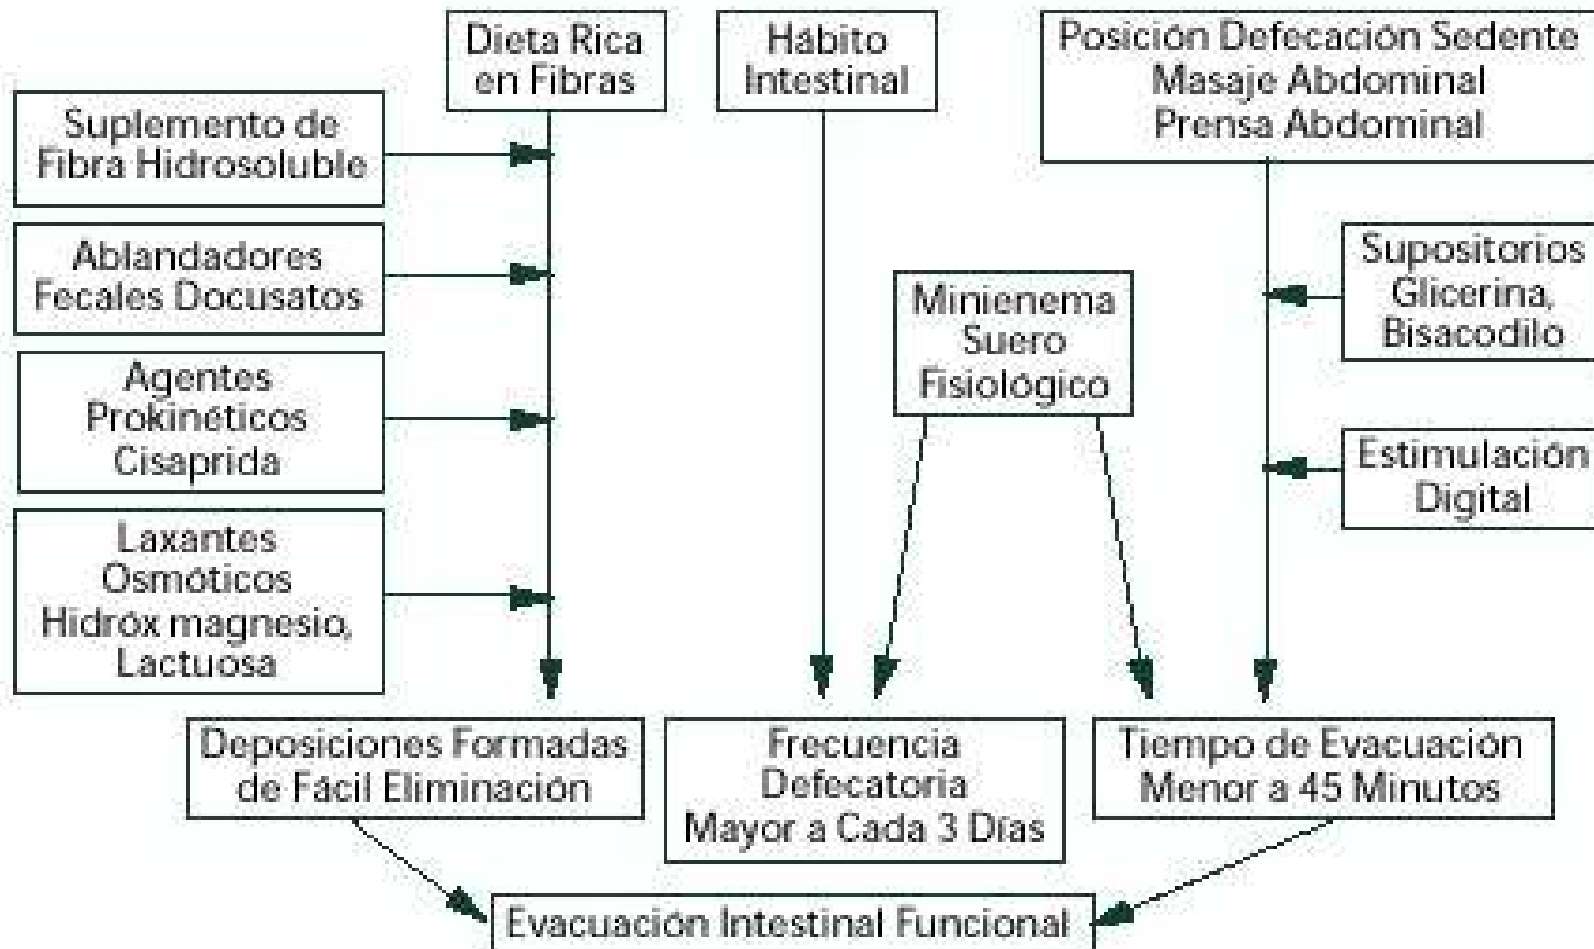 Dieta Rica
en Fibras
Hábito
Intestinal
Posición Defecación Sedente
Masaje Abdominal
Prensa Abdominal
Suplemento de
Fibra Hidrosoluble
Ablandadores
Fecales Docusatos
Agentes
Prokinéticos
Cisaprida
Laxantes
Osmóticos
Hidróx magnesio,
Lactuosa
Minienema
Suero
Fisiológico
Supositorios
Glicerina,
Bisacodilo
Estimulación
Digital
Deposiciones Formadas
de Fácil Eliminación
Frecuencia
Defecatoria
Mayor a Cada 3 Días
Tiempo de Evacuación
Menor a 45 Minutos
Evacuación Intestinal Funcional